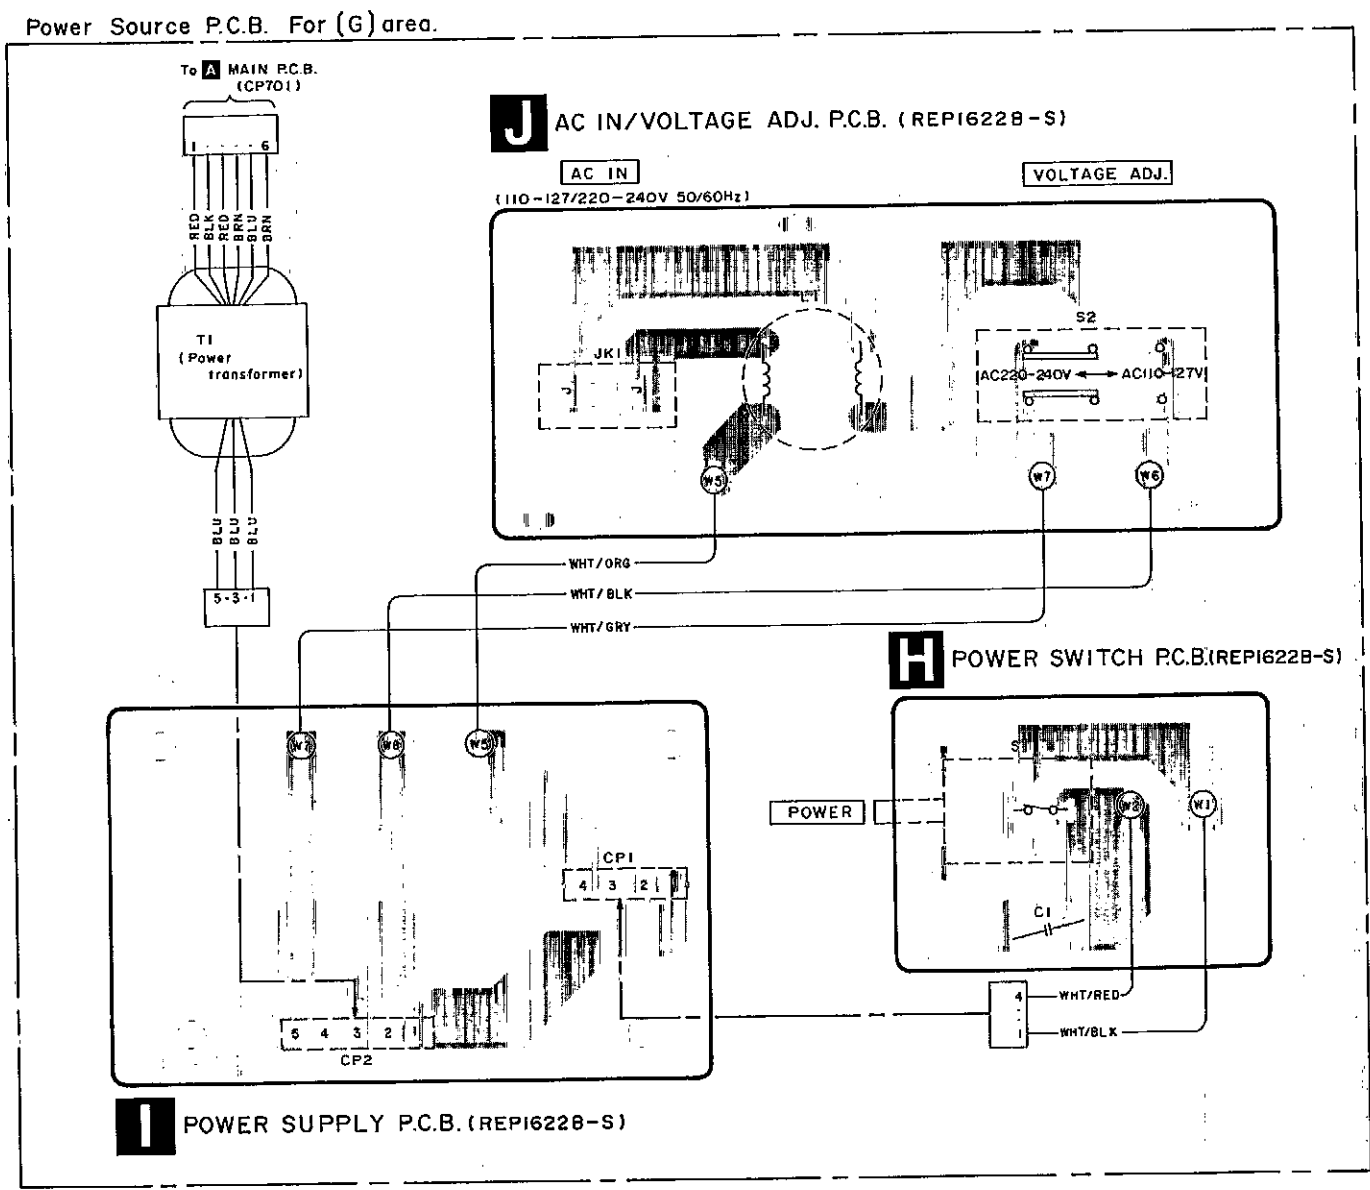 Power Source P.C.B. For (G) area.
To A MAIN P.C.B.
(CP701)
1 · · · · 6
RED BLK RED BRN BLU BRN
T1
(Power
transformer)
BLU BLU BLU
5 · 3 · 1
J AC IN/VOLTAGE ADJ. P.C.B. (REP1622B-S)
AC IN
(110-127/220-240V 50/60Hz)
VOLTAGE ADJ.
S2
JK1
AC220-240V AC110-127V
W5 W7 W6
WHT/ORG
WHT/BLK
WHT/GRY
H POWER SWITCH P.C.B. (REP1622B-S)
W7 W6 W5
POWER
W2 W1
CP1
4 3 2
C1
4 WHT/RED
1 WHT/BLK
5 4 3 2 1
CP2
I POWER SUPPLY P.C.B. (REP1622B-S)